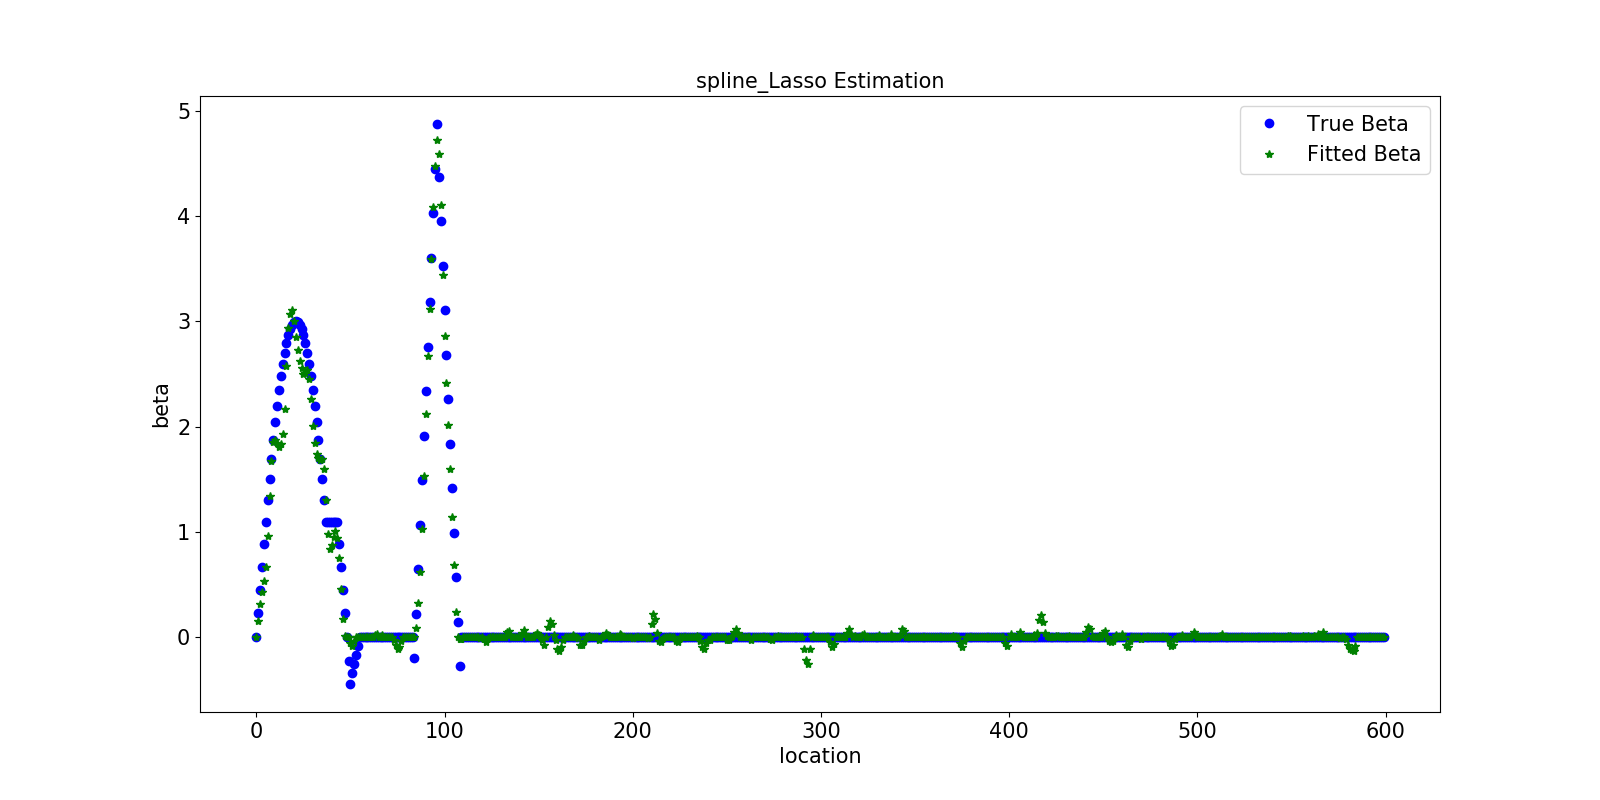 spline_Lasso Estimation
True Beta
Fitted Beta
5
4
3
2
1
0
beta
0 100 200 300 400 500 600
location